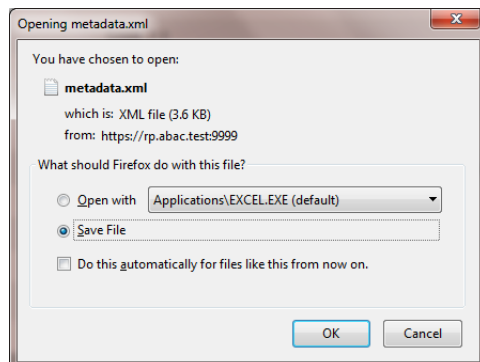 Opening metadata.xml
You have chosen to open:
metadata.xml
which is: XML file (3.6 KB)
from: https://rp.abac.test:9999
What should Firefox do with this file?
Open with Applications\EXCEL.EXE (default)
Save File
Do this automatically for files like this from now on.
OK Cancel